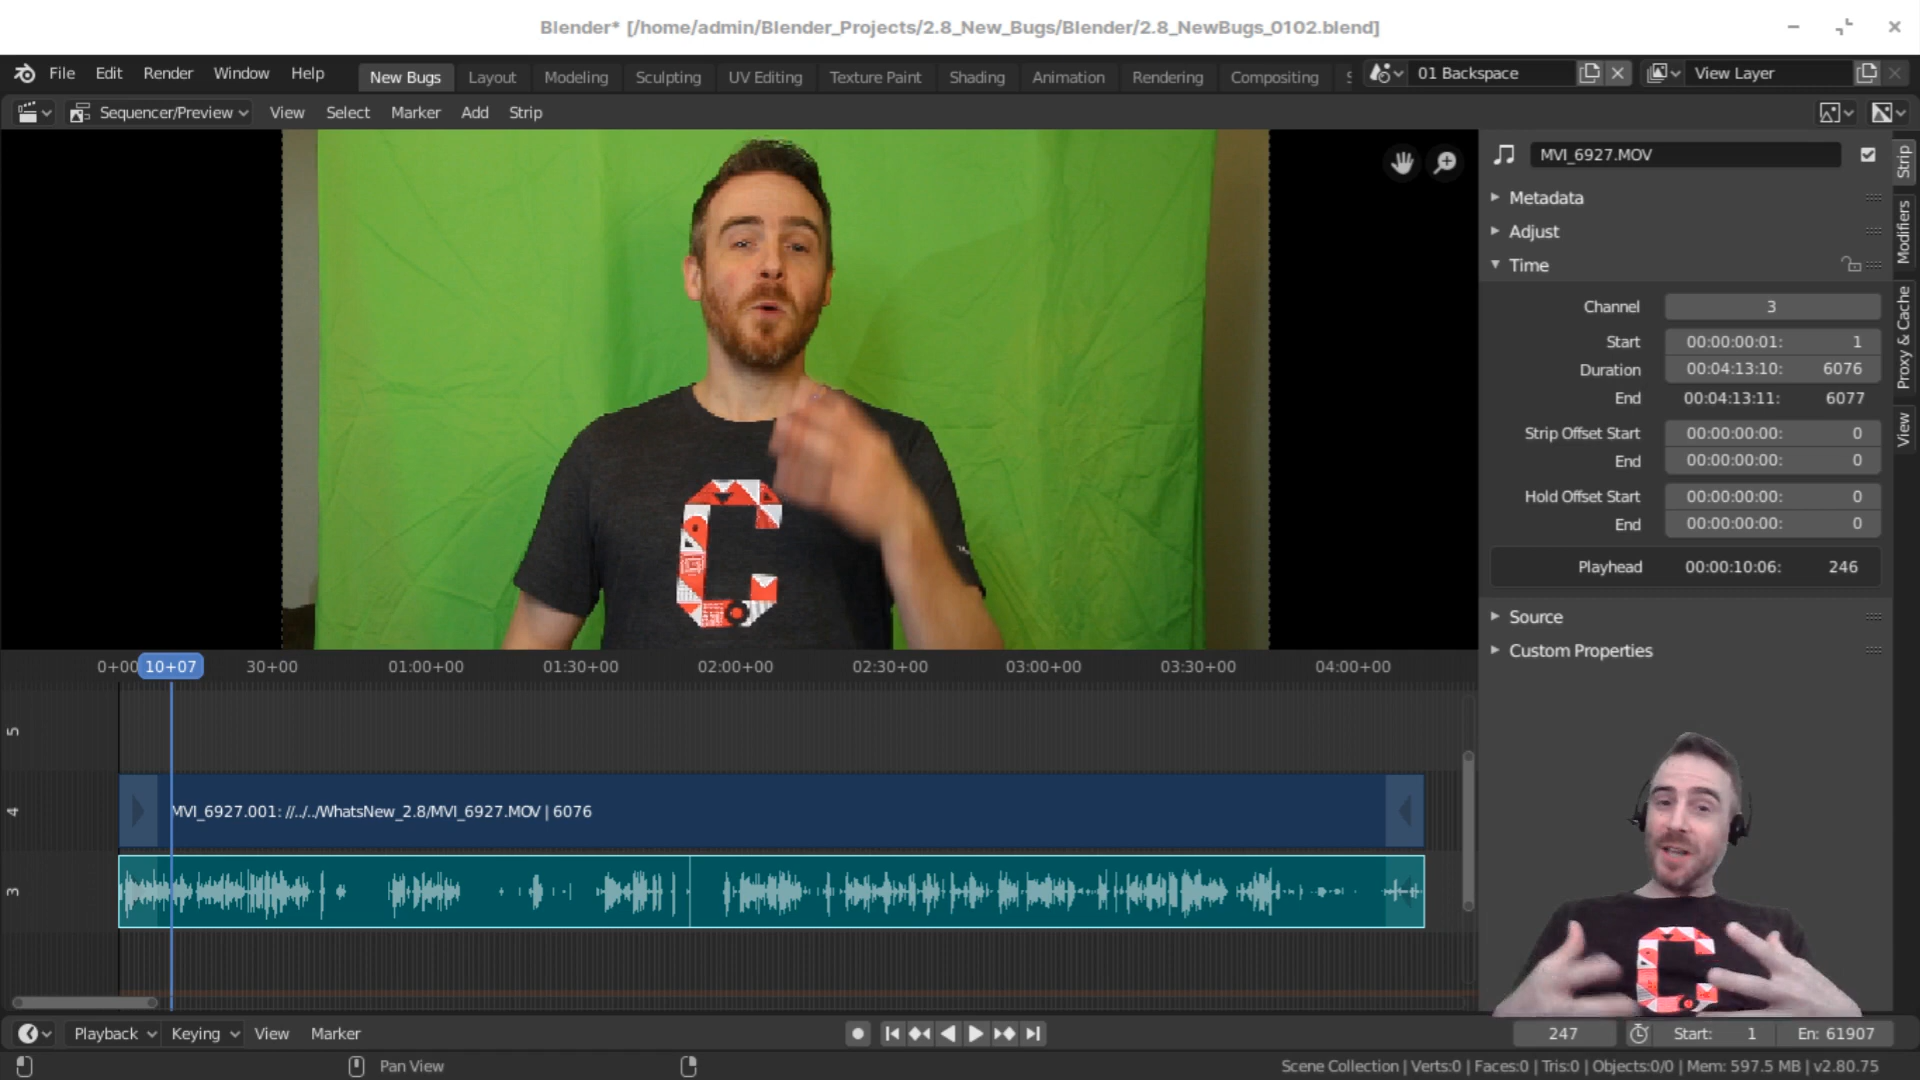 Blender* [/home/admin/Blender_Projects/2.8_New_Bugs/Blender/2.8_NewBugs_0102.blend]
File Edit Render Window Help New Bugs Layout Modeling Sculpting UV Editing Texture Paint Shading Animation Rendering Compositing 01 Backspace View Layer
Sequencer/Preview View Select Marker Add Strip
MVI_6927.MOV
Metadata
Adjust
Time
Channel 3
Start 00:00:00:01: 1
Duration 00:04:13:10: 6076
End 00:04:13:11: 6077
Strip Offset Start 00:00:00:00: 0
End 00:00:00:00: 0
Hold Offset Start 00:00:00:00: 0
End 00:00:00:00: 0
Playhead 00:00:10:06: 246
Source
Custom Properties
Strip
Modifiers
Proxy & Cache
View
C
0+00 10+07 30+00 01:00+00 01:30+00 02:00+00 02:30+00 03:00+00 03:30+00 04:00+00
5
4
MVI_6927.001: //../../WhatsNew_2.8/MVI_6927.MOV | 6076
3
C
Playback Keying View Marker 247 Start: 1 En: 61907
Pan View Scene Collection | Verts:0 | Faces:0 | Tris:0 | Objects:0/0 | Mem: 597.5 MB | v2.80.75